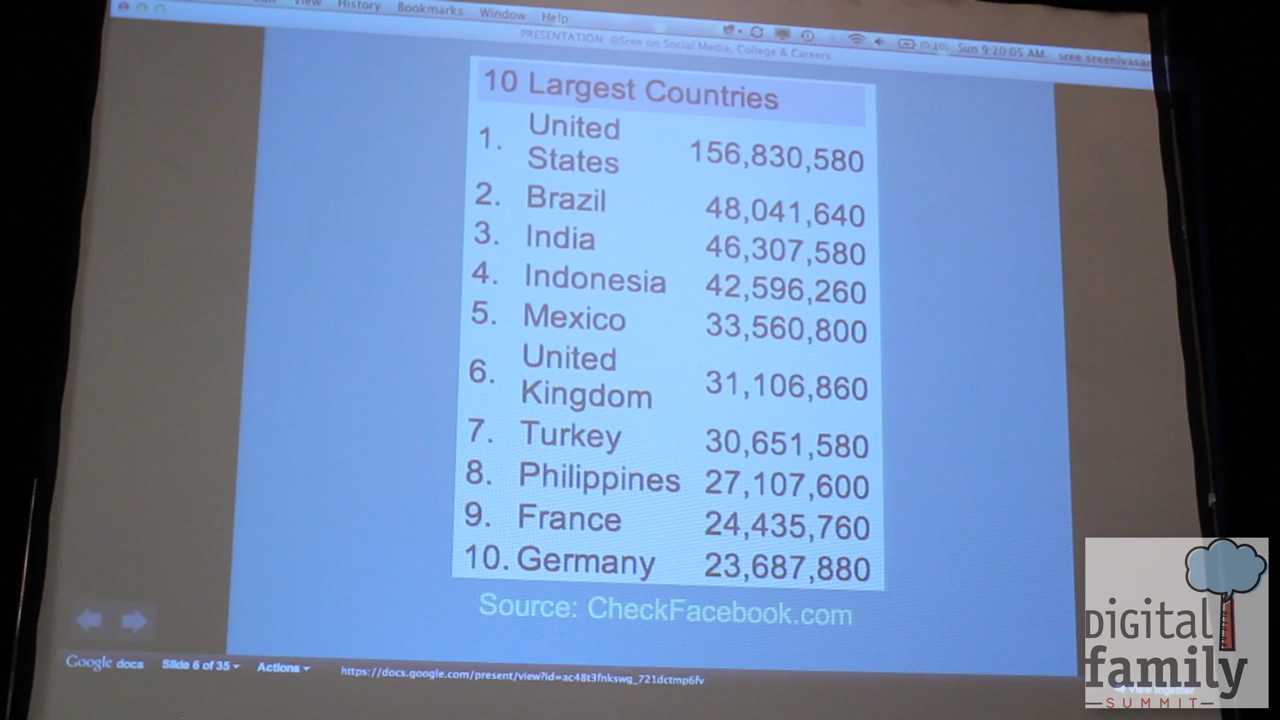 View History Bookmarks Window Help
Sun 9:20:05 AM
PRESENTATION: @Sree on Social Media, College & Careers
10 Largest Countries
1. United States 156,830,580
2. Brazil 48,041,640
3. India 46,307,580
4. Indonesia 42,596,260
5. Mexico 33,560,800
6. United Kingdom 31,106,860
7. Turkey 30,651,580
8. Philippines 27,107,600
9. France 24,435,760
10. Germany 23,687,880
Source: CheckFacebook.com
Google docs Slide 6 of 35 Actions
https://docs.google.com/present/view?id=ac48t3fnkswg_721dctmp6fv
digital
family
SUMMIT